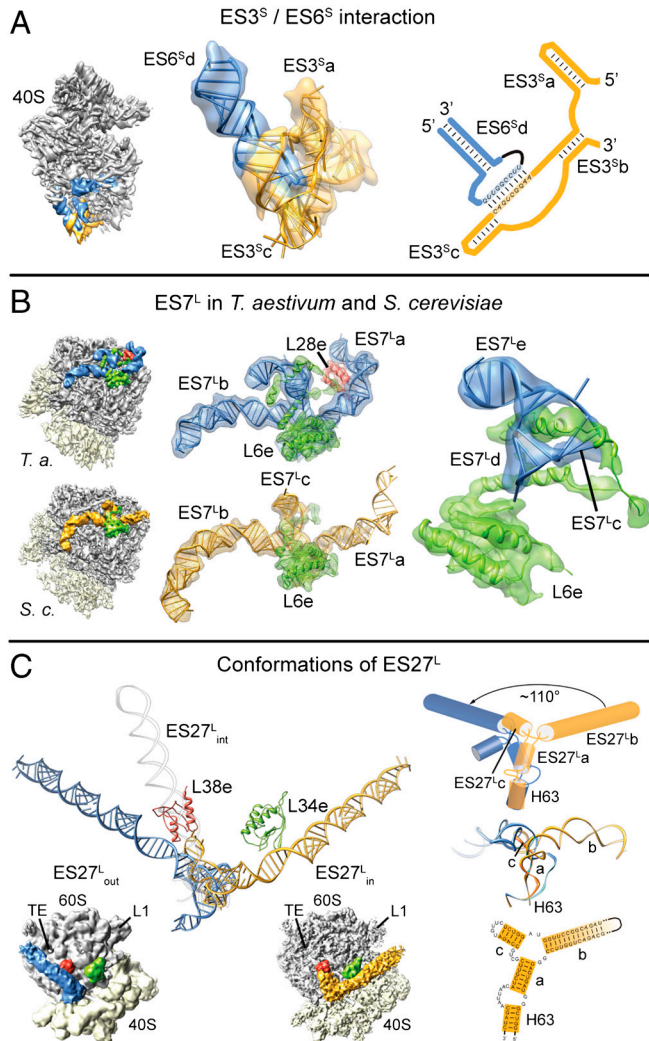 A
ES3ˢ / ES6ˢ interaction
40S
ES6ˢd
ES3ˢa
ES3ˢc
ES3ˢa
5’
3’
5’
ES6ˢd
3’
ES3ˢb
ES3ˢc
B
ES7ᴸ in T. aestivum and S. cerevisiae
T. a.
ES7ᴸb
L28e
ES7ᴸa
L6e
ES7ᴸe
ES7ᴸd
ES7ᴸc
L6e
S. c.
ES7ᴸb
ES7ᴸc
ES7ᴸa
L6e
C
Conformations of ES27ᴸ
ES27ᴸint
L38e
L34e
ES27ᴸout
ES27ᴸin
60S
TE
L1
40S
60S
TE
L1
40S
~110°
ES27ᴸb
ES27ᴸa
ES27ᴸc
H63
c
a
b
H63
c
b
a
H63
3'
5'